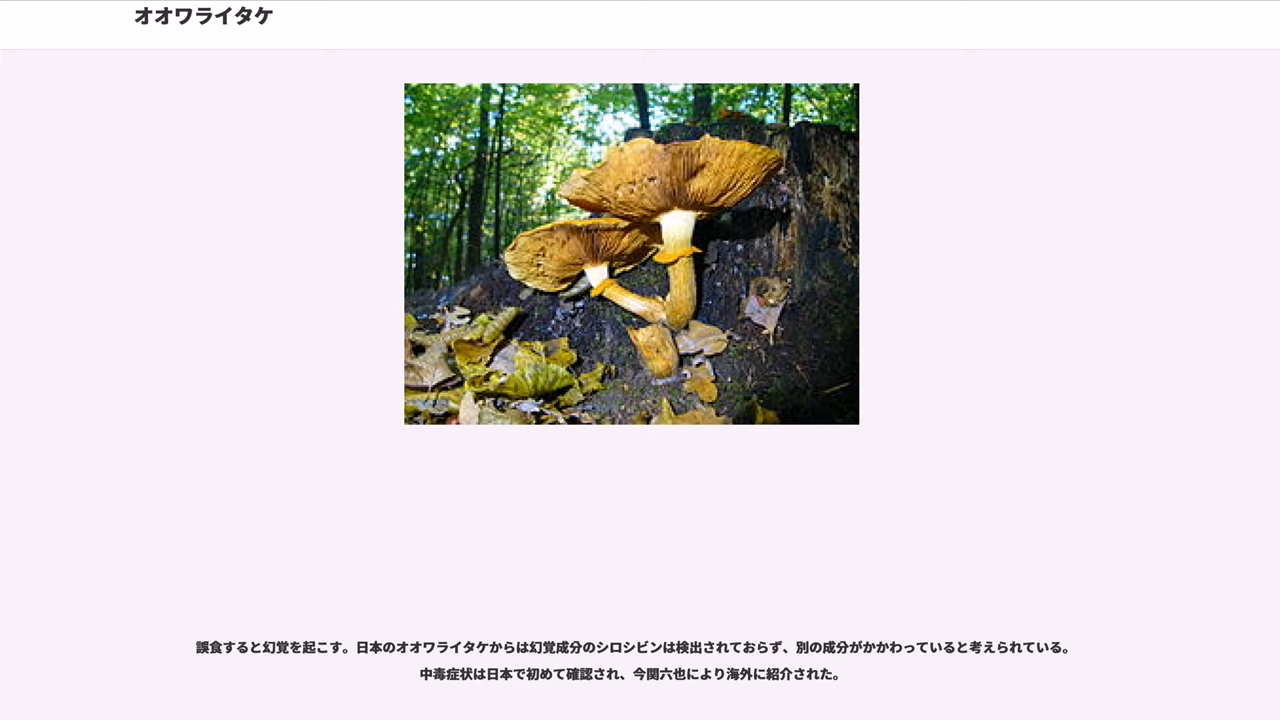 オオワライタケ
誤食すると幻覚を起こす。日本のオオワライタケからは幻覚成分のシロシビンは検出されておらず、別の成分がかかわっていると考えられている。
中毒症状は日本で初めて確認され、今関六也により海外に紹介された。